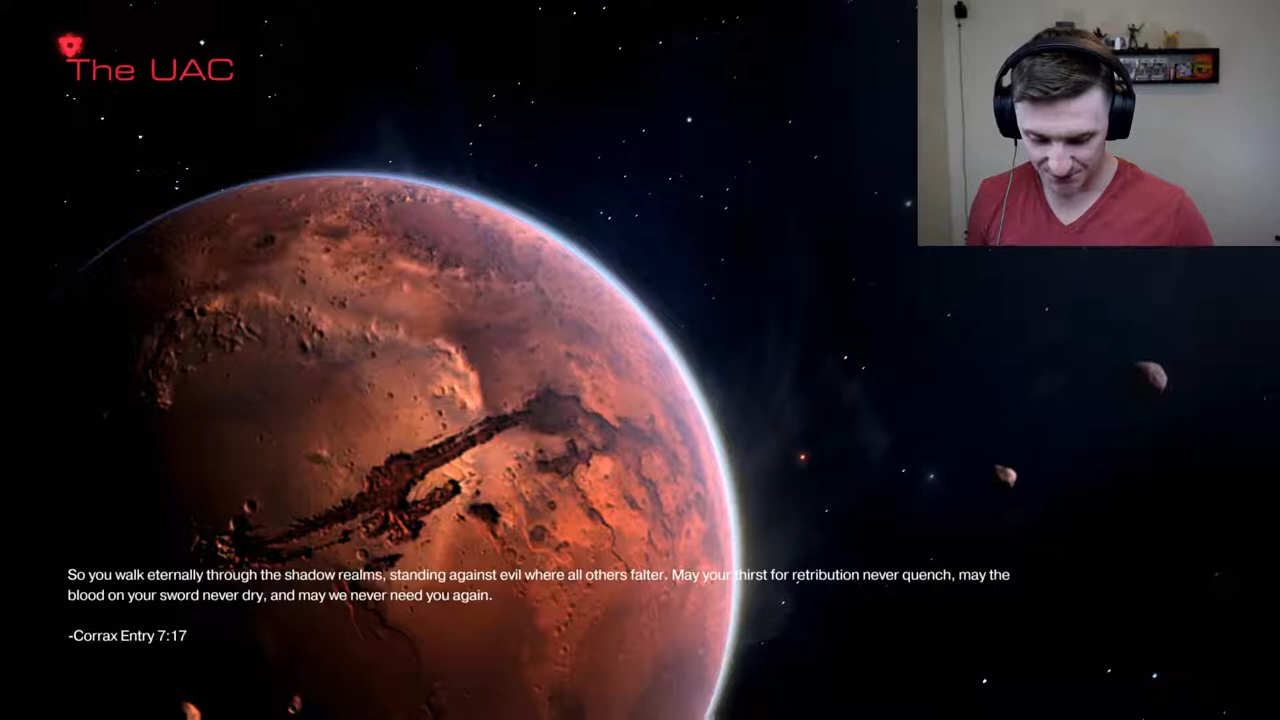 The UAC
So you walk eternally through the shadow realms, standing against evil where all others falter. May your thirst for retribution never quench, may the
blood on your sword never dry, and may we never need you again.
-Corrax Entry 7:17